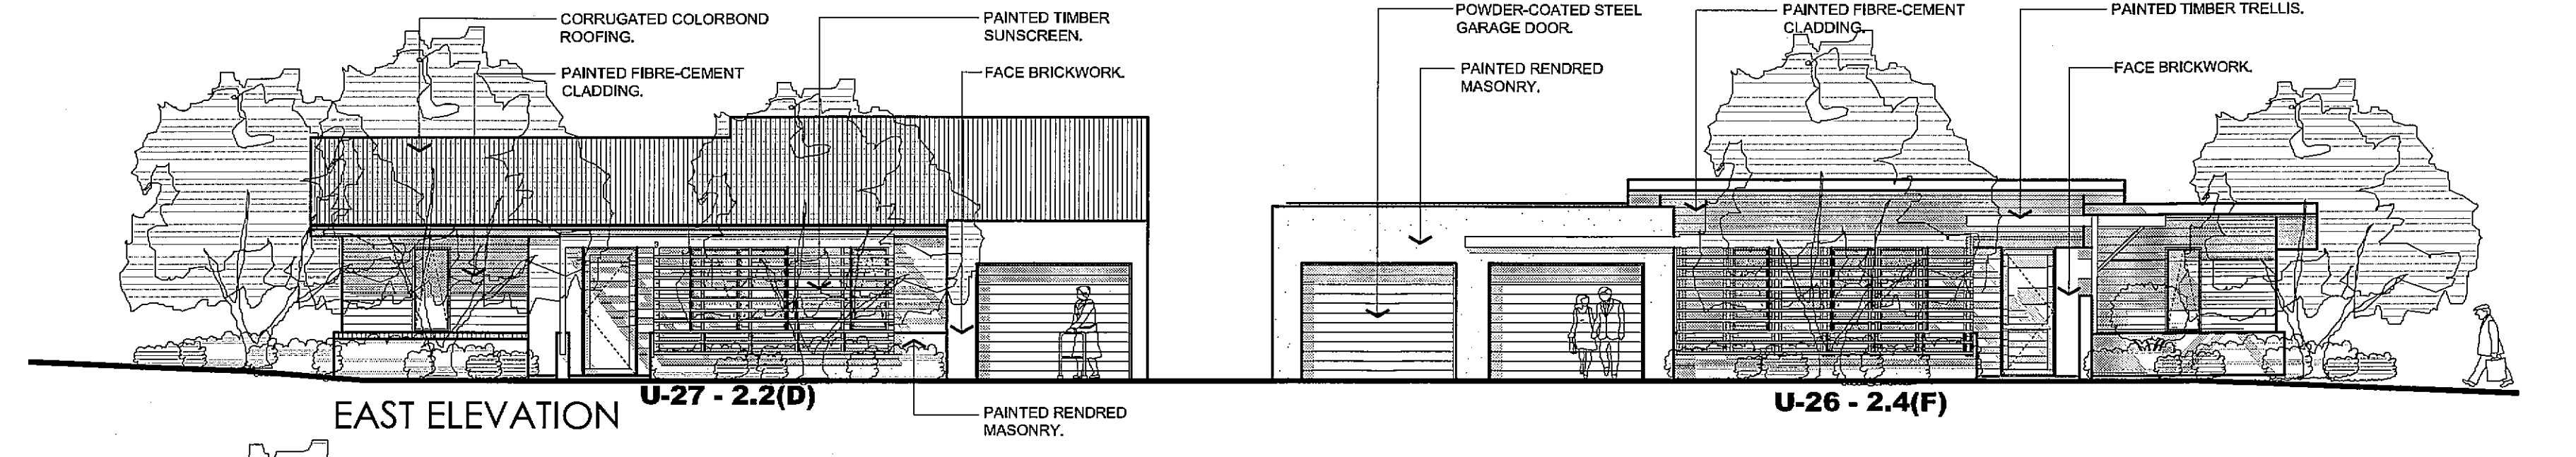 CORRUGATED COLORBOND
ROOFING.
PAINTED FIBRE-CEMENT
CLADDING.
PAINTED TIMBER
SUNSCREEN.
FACE BRICKWORK.
POWDER-COATED STEEL
GARAGE DOOR.
PAINTED RENDRED
MASONRY.
PAINTED FIBRE-CEMENT
CLADDING.
PAINTED TIMBER TRELLIS.
FACE BRICKWORK.
U-27 - 2.2(D)
EAST ELEVATION
PAINTED RENDRED
MASONRY.
U-26 - 2.4(F)